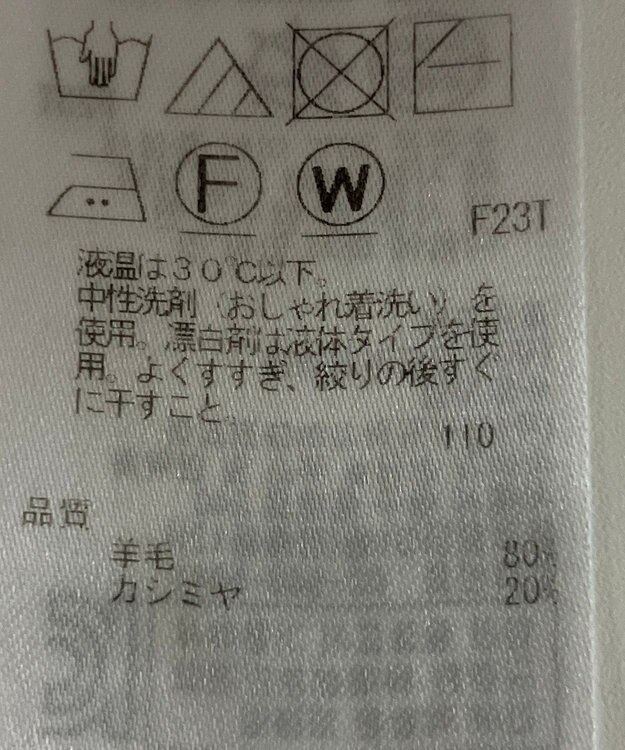 F W
F23T
液温は30℃以下。
中性洗剤（おしゃれ着洗い）を
使用。漂白剤は液体タイプを使
用。よくすすぎ、絞りの後すぐ
に干すこと。
110
品質
羊毛 80%
カシミヤ 20%